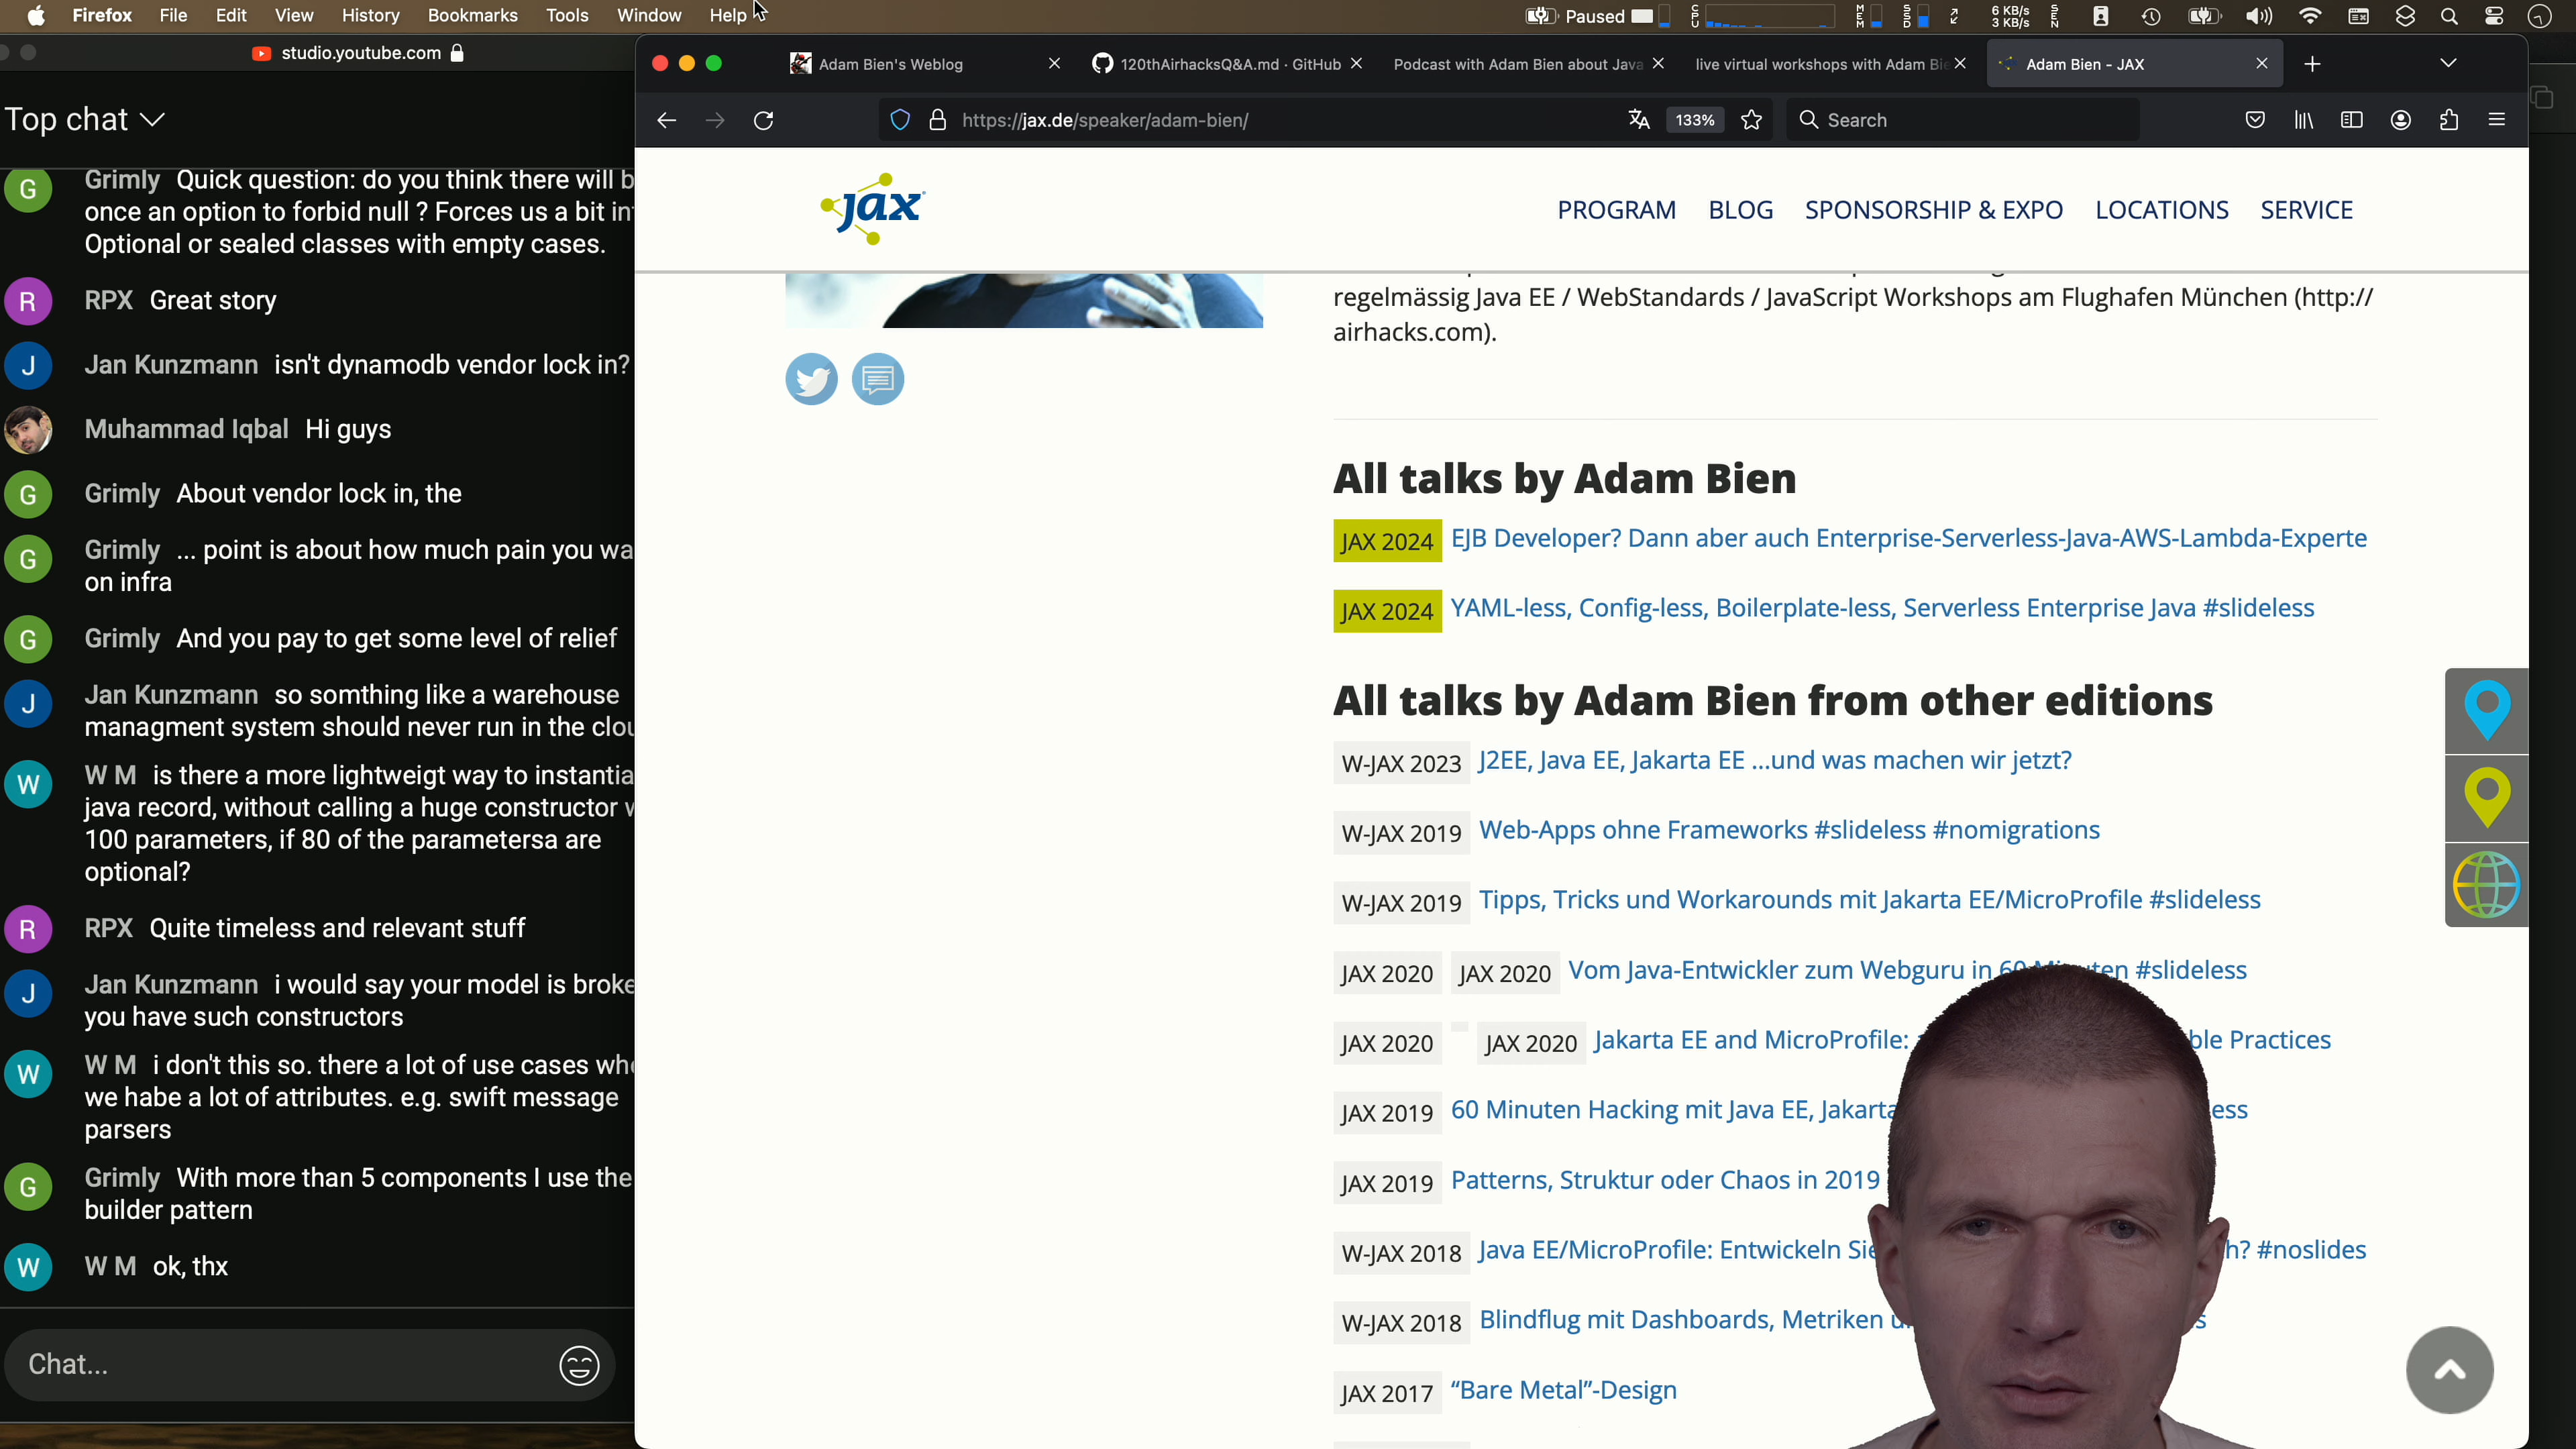 Firefox File Edit View History Bookmarks Tools Window Help
Paused
CPU
MEM
SSD
6 KB/s
3 KB/s
SEN
studio.youtube.com
Top chat
Grimly Quick question: do you think there will
once an option to forbid null ? Forces us a bit
Optional or sealed classes with empty cases.
RPX Great story
Jan Kunzmann isn't dynamodb vendor lock in?
Muhammad Iqbal Hi guys
Grimly About vendor lock in, the
Grimly ... point is about how much pain you
on infra
Grimly And you pay to get some level of relief
Jan Kunzmann so somthing like a warehouse
managment system should never run in the
W M is there a more lightweigt way to
java record, without calling a huge constructor
100 parameters, if 80 of the parametersa are
optional?
RPX Quite timeless and relevant stuff
Jan Kunzmann i would say your model is
you have such constructors
W M i don't this so. there a lot of use cases
we habe a lot of attributes. e.g. swift message
parsers
Grimly With more than 5 components I use the
builder pattern
W M ok, thx
G
R
J
G
G
G
J
W
R
J
W
G
W
Chat...
Adam Bien's Weblog
120thAirhacksQ&A.md · GitHub
Podcast with Adam Bien about Java
live virtual workshops with Adam
Adam Bien - JAX
https://jax.de/speaker/adam-bien/
133%
Search
jax
PROGRAM BLOG SPONSORSHIP & EXPO LOCATIONS SERVICE
regelmässig Java EE / WebStandards / JavaScript Workshops am Flughafen München (http://
airhacks.com).
All talks by Adam Bien
JAX 2024 EJB Developer? Dann aber auch Enterprise-Serverless-Java-AWS-Lambda-Experte
JAX 2024 YAML-less, Config-less, Boilerplate-less, Serverless Enterprise Java #slideless
All talks by Adam Bien from other editions
W-JAX 2023 J2EE, Java EE, Jakarta EE ...und was machen wir jetzt?
W-JAX 2019 Web-Apps ohne Frameworks #slideless #nomigrations
W-JAX 2019 Tipps, Tricks und Workarounds mit Jakarta EE/MicroProfile #slideless
JAX 2020 JAX 2020 Vom Java-Entwickler zum Webguru in 60 Minuten #slideless
JAX 2020 JAX 2020 Jakarta EE and MicroProfile: Practices
JAX 2019 60 Minuten Hacking mit Java EE, Jakarta
JAX 2019 Patterns, Struktur oder Chaos in 2019
W-JAX 2018 Java EE/MicroProfile: Entwickeln Sie #noslides
W-JAX 2018 Blindflug mit Dashboards, Metriken
JAX 2017 “Bare Metal”-Design